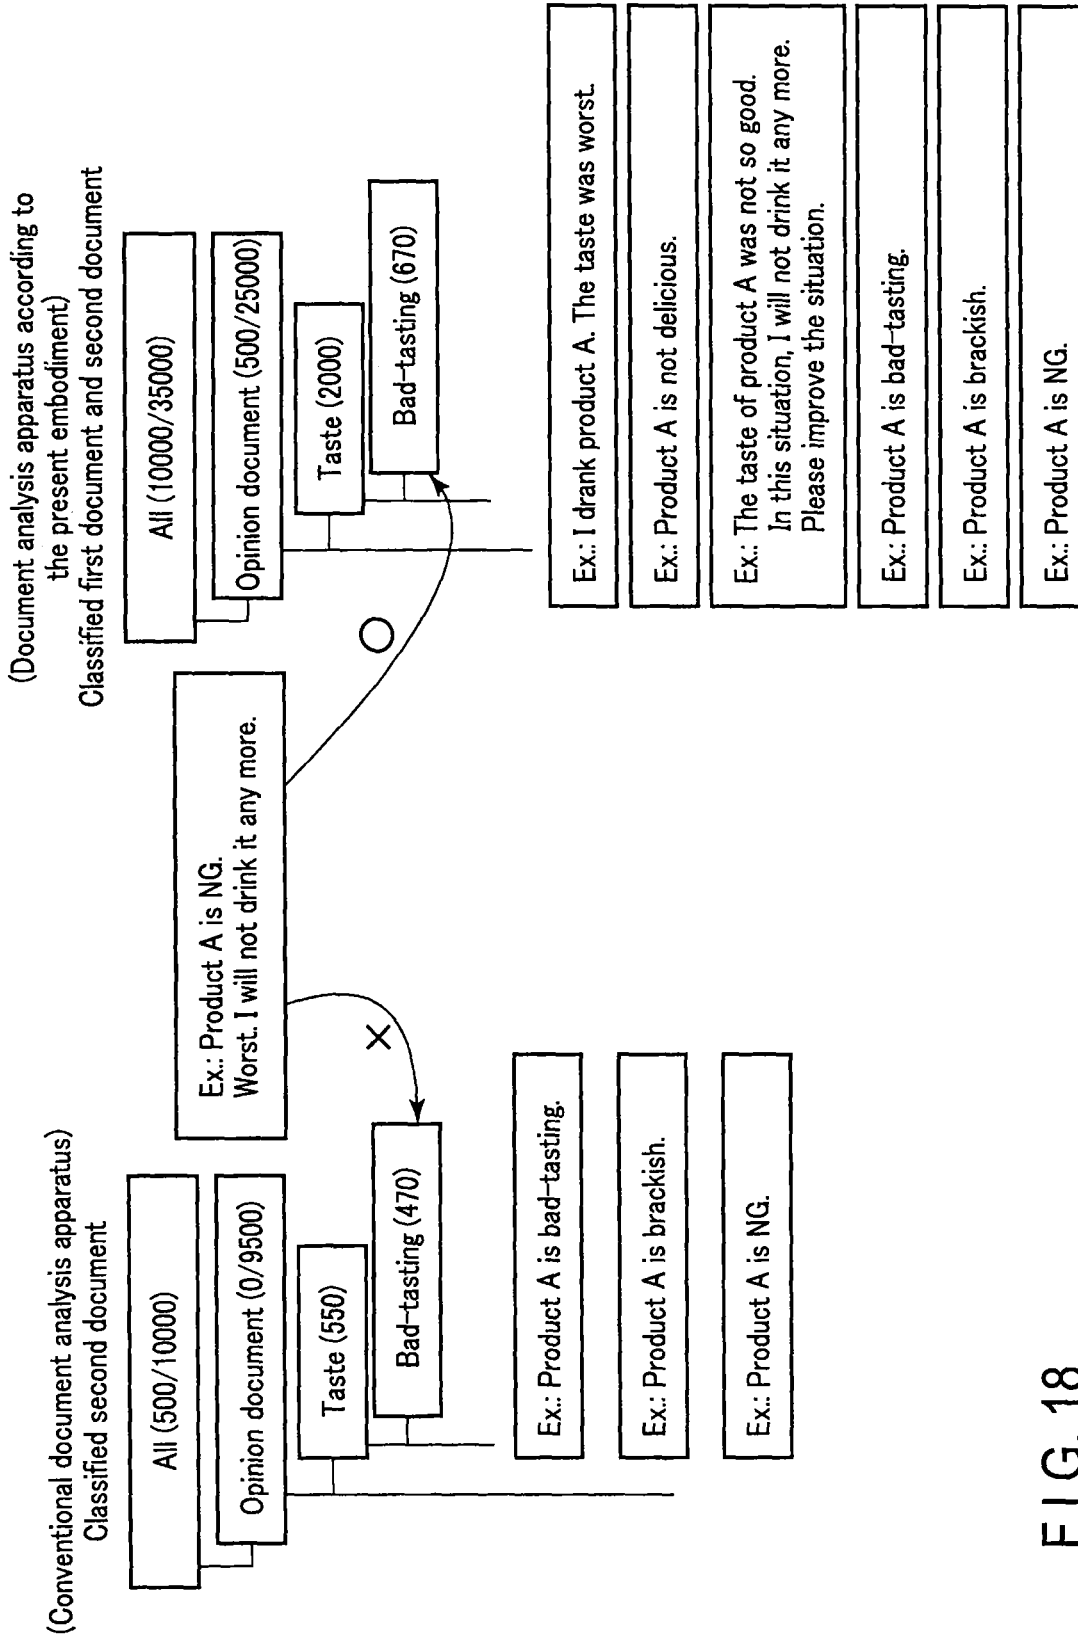 (Conventional document analysis apparatus)
Classified second document
All (500/10000)
Opinion document (0/9500)
Taste (550)
Bad-tasting (470)
Ex.: Product A is bad-tasting.
Ex.: Product A is brackish.
Ex.: Product A is NG.
Ex.: Product A is NG.
Worst. I will not drink it any more.
×
○
(Document analysis apparatus according to
the present embodiment)
Classified first document and second document
All (10000/35000)
Opinion document (500/25000)
Taste (2000)
Bad-tasting (670)
Ex.: I drank product A. The taste was worst.
Ex.: Product A is not delicious.
Ex.: The taste of product A was not so good.
In this situation, I will not drink it any more.
Please improve the situation.
Ex.: Product A is bad-tasting.
Ex.: Product A is brackish.
Ex.: Product A is NG.
FIG. 18